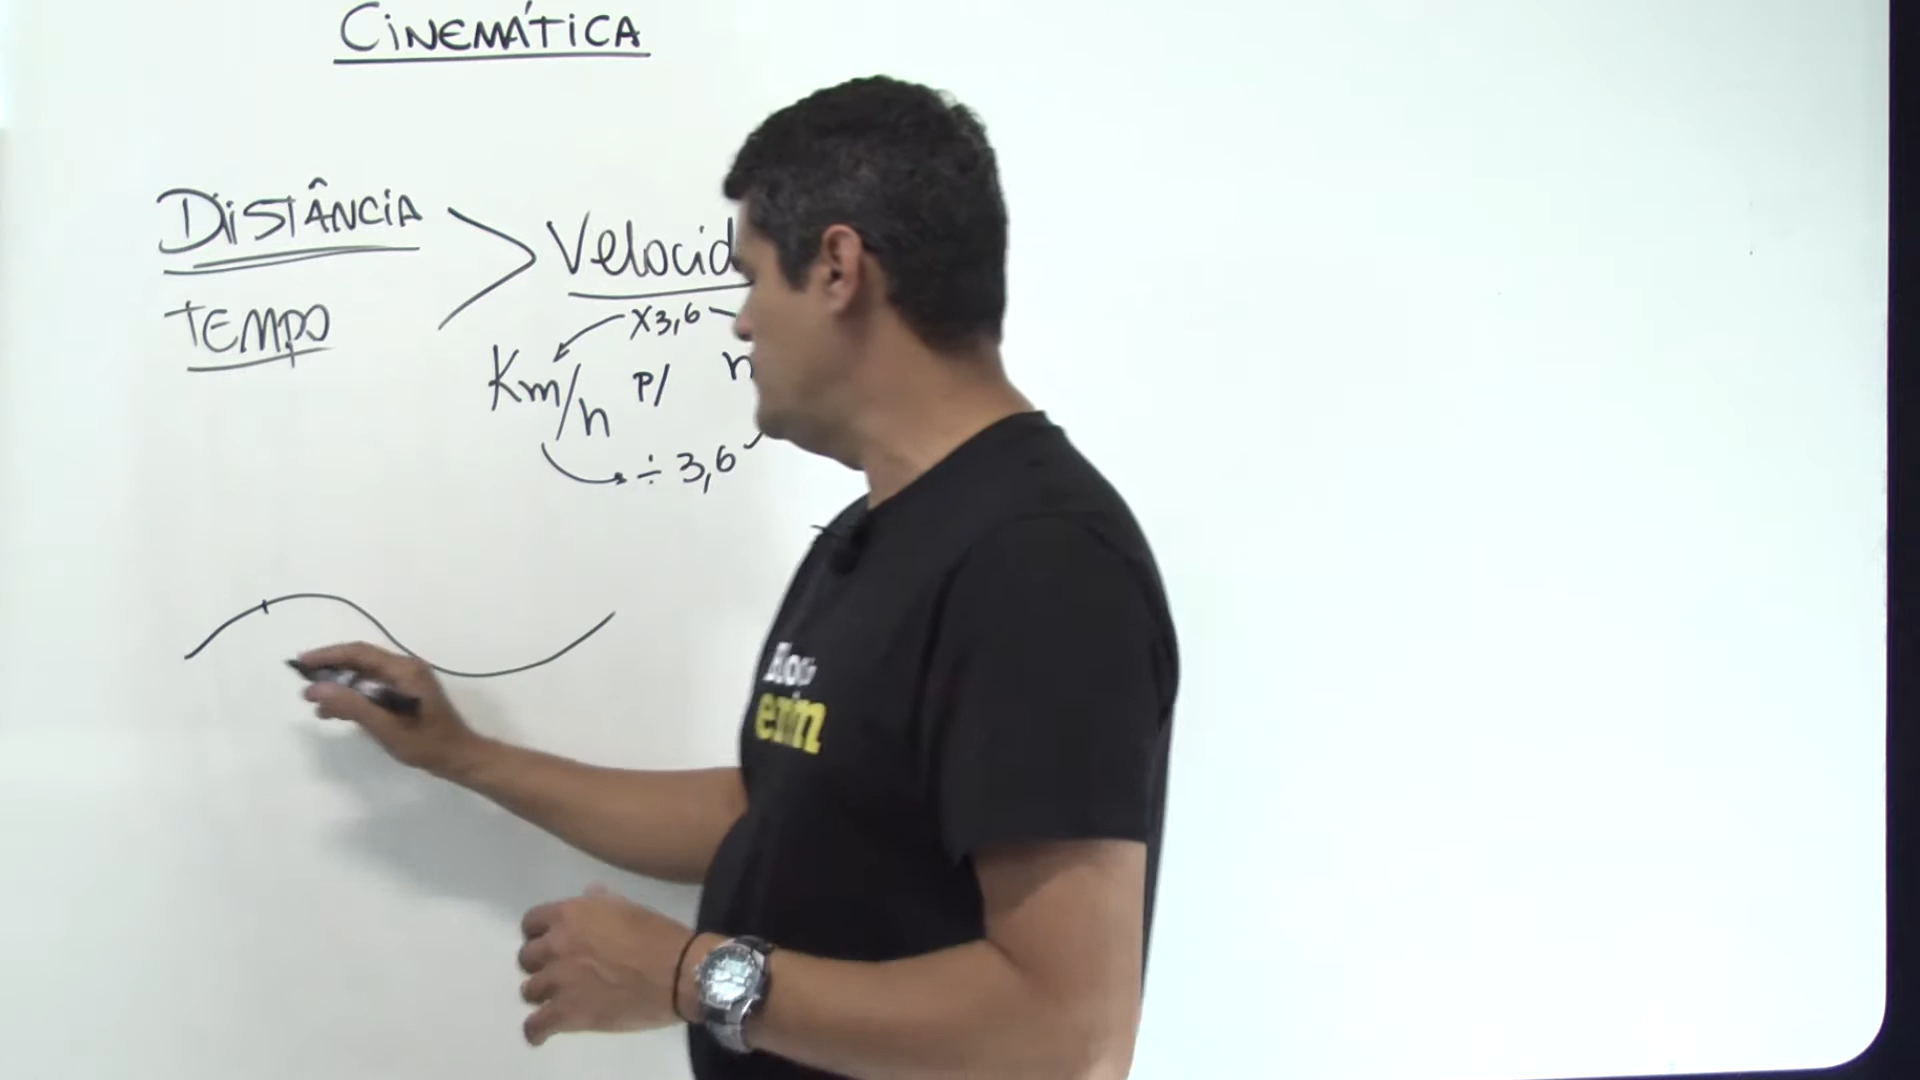 CINEMÁTICA
DISTÂNCIA
Velocid
TEMPO
X3,6
Km/h P/
÷ 3,6
enem